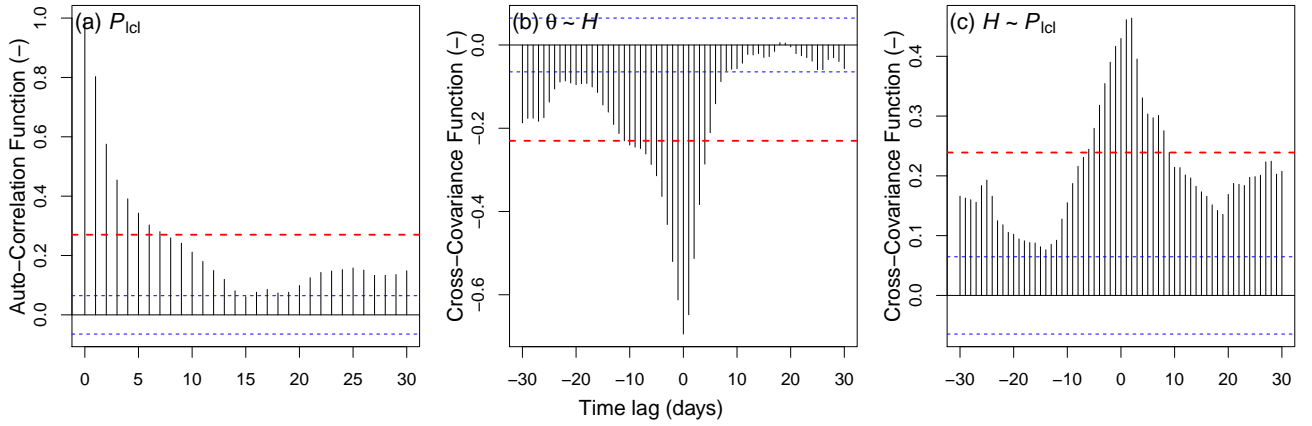 (a) P_lcl
Auto−Correlation Function (−)
1.0
0.8
0.6
0.4
0.2
0.0
0 5 10 15 20 25 30
(b) θ ~ H
Cross−Covariance Function (−)
0.0
−0.2
−0.4
−0.6
−30 −20 −10 0 10 20 30
Time lag (days)
(c) H ~ P_lcl
Cross−Covariance Function (−)
0.4
0.3
0.2
0.1
0.0
−30 −20 −10 0 10 20 30